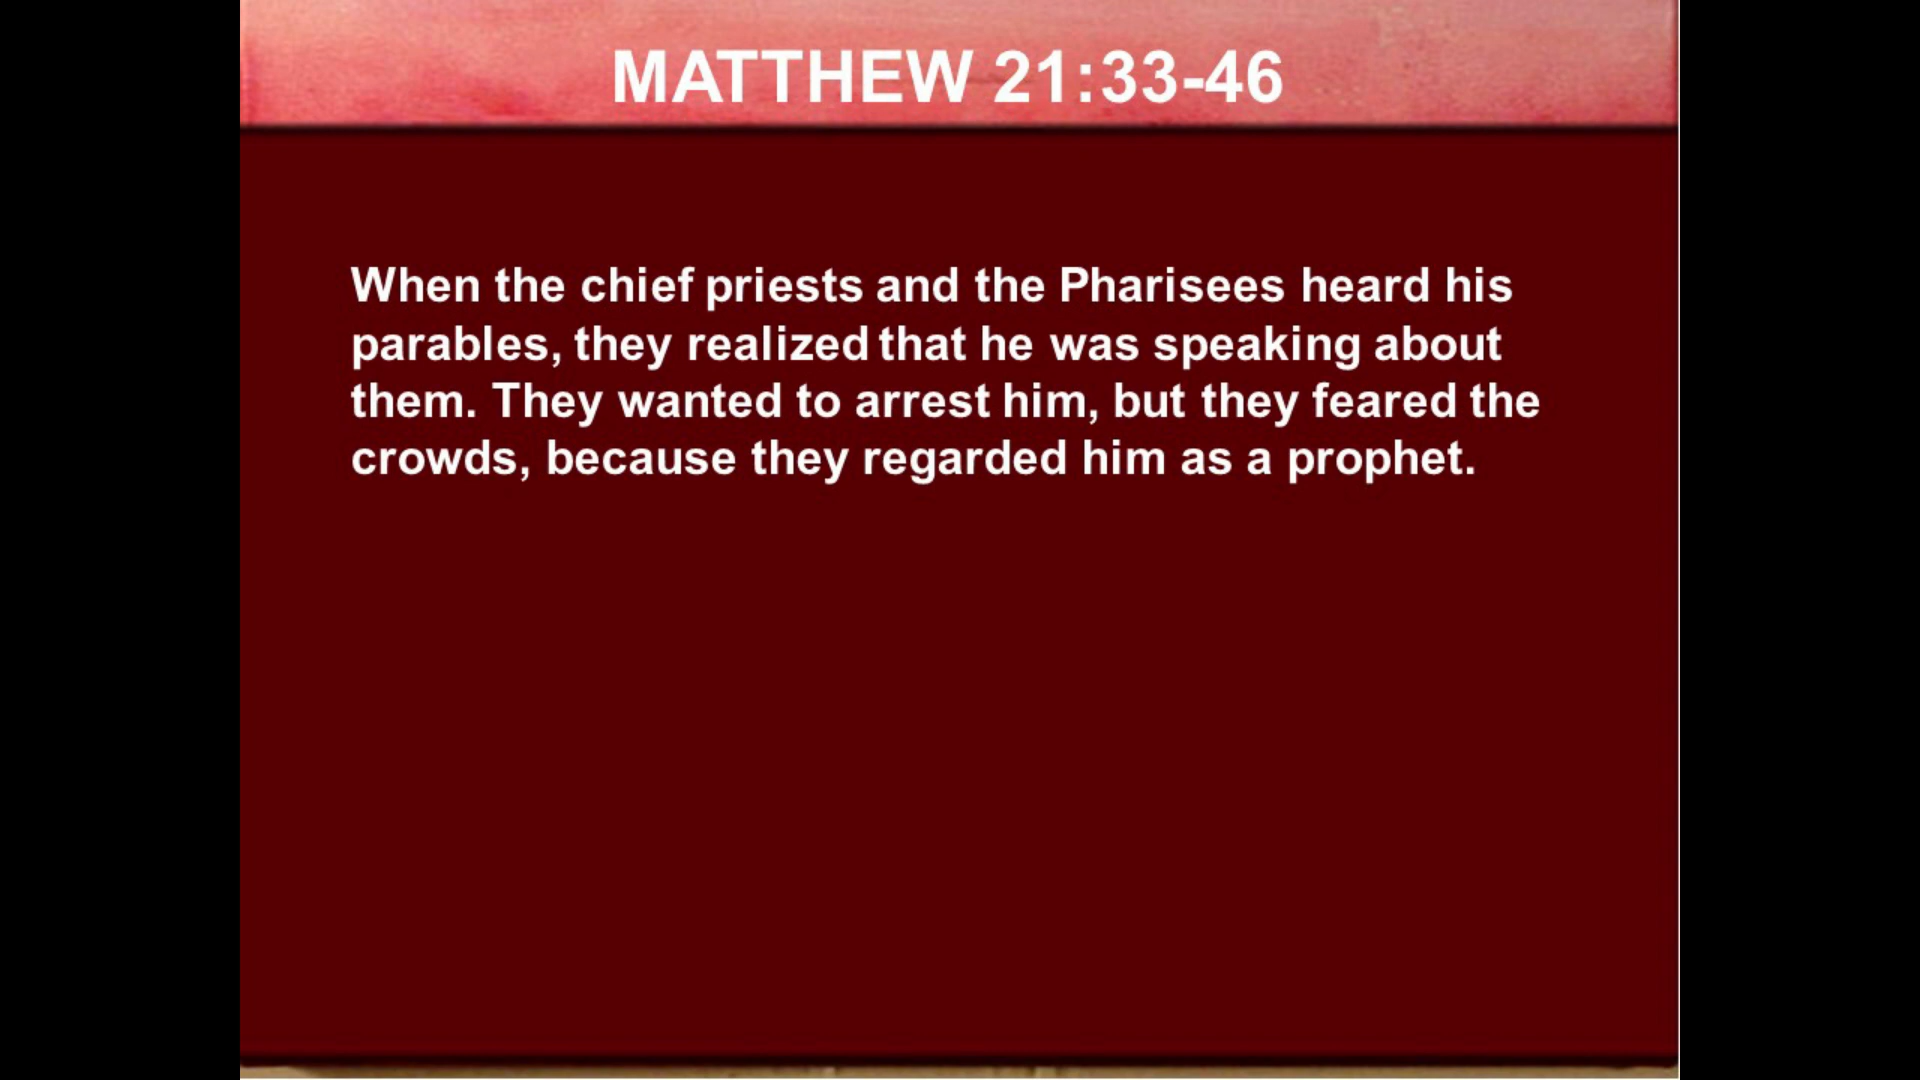 MATTHEW 21:33-46
When the chief priests and the Pharisees heard his
parables, they realized that he was speaking about
them. They wanted to arrest him, but they feared the
crowds, because they regarded him as a prophet.